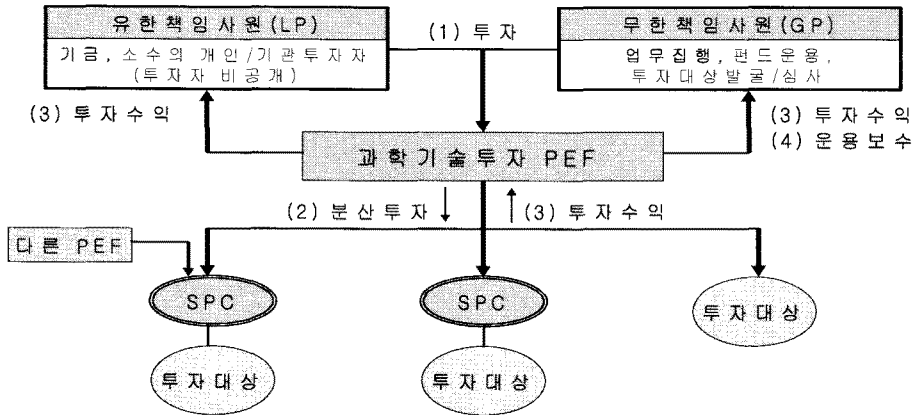 유한책임사원(LP)
기금, 소수의 개인/기관투자자
(투자자 비공개)
(1) 투자
무한책임사원(GP)
업무집행, 펀드운용,
투자대상발굴/심사
(3) 투자수익
(3) 투자수익
(4) 운용보수
과학기술투자 PEF
(2) 분산투자
(3) 투자수익
다른 PEF
SPC
SPC
투자대상
투자대상
투자대상